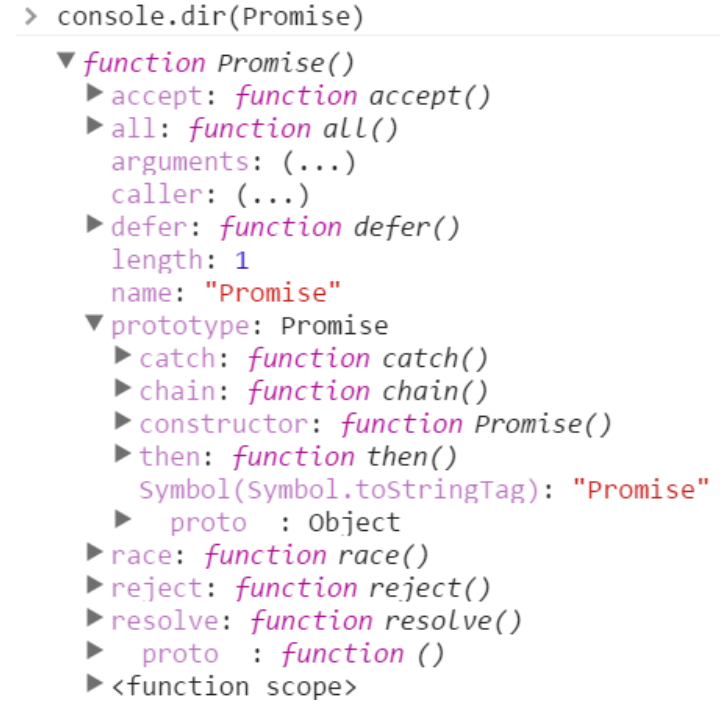 > console.dir(Promise)
▼ function Promise()
▶ accept: function accept()
▶ all: function all()
arguments: (...)
caller: (...)
▶ defer: function defer()
length: 1
name: "Promise"
▼ prototype: Promise
▶ catch: function catch()
▶ chain: function chain()
▶ constructor: function Promise()
▶ then: function then()
Symbol(Symbol.toStringTag): "Promise"
▶ proto : Object
▶ race: function race()
▶ reject: function reject()
▶ resolve: function resolve()
▶ proto : function ()
▶ <function scope>